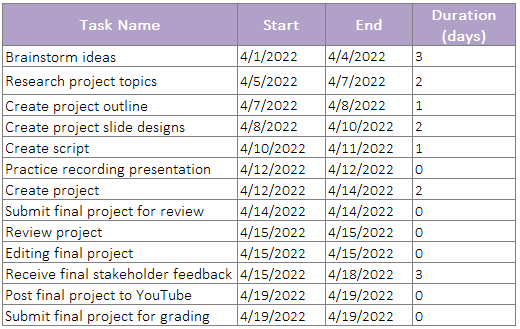 Task Name Start End Duration (days)
Brainstorm ideas 4/1/2022 4/4/2022 3
Research project topics 4/5/2022 4/7/2022 2
Create project outline 4/7/2022 4/8/2022 1
Create project slide designs 4/8/2022 4/10/2022 2
Create script 4/10/2022 4/11/2022 1
Practice recording presentation 4/12/2022 4/12/2022 0
Create project 4/12/2022 4/14/2022 2
Submit final project for review 4/14/2022 4/14/2022 0
Review project 4/15/2022 4/15/2022 0
Editing final project 4/15/2022 4/15/2022 0
Receive final stakeholder feedback 4/15/2022 4/18/2022 3
Post final project to YouTube 4/19/2022 4/19/2022 0
Submit final project for grading 4/19/2022 4/19/2022 0